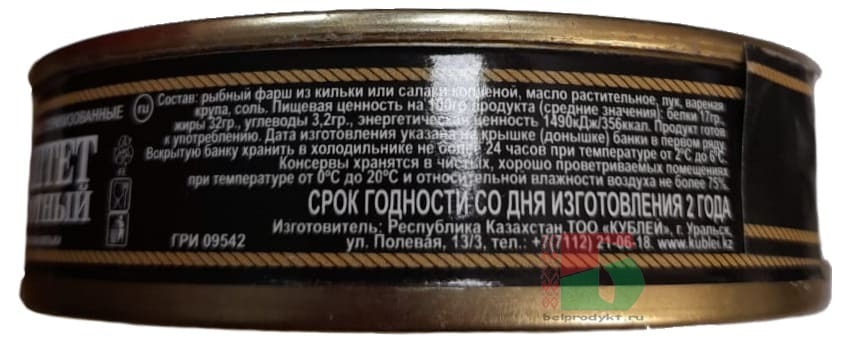 ru
Состав: рыбный фарш из кильки или салаки копченой, масло растительное, лук, вареная
крупа, соль. Пищевая ценность на 100гр продукта (средние значения): белки 17гр.,
жиры 32гр., углеводы 3,2гр., энергетическая ценность 1490кДж/356ккал. Продукт готов
к употреблению. Дата изготовления указана на крышке (донышке) банки в первом ряду.
Вскрытую банку хранить в холодильнике не более 24 часов при температуре от 2°С до 6°С.
Консервы хранятся в чистых, хорошо проветриваемых помещениях
при температуре от 0°С до 20°С и относительной влажности воздуха не более 75%.
СРОК ГОДНОСТИ СО ДНЯ ИЗГОТОВЛЕНИЯ 2 ГОДА
Изготовитель: Республика Казахстан,ТОО «КУБЛЕЙ», г. Уральск,
ул. Полевая, 13/3, тел.: +7(7112) 21-06-18. www.kublei.kz
ГРИ 09542
belprodykt.ru